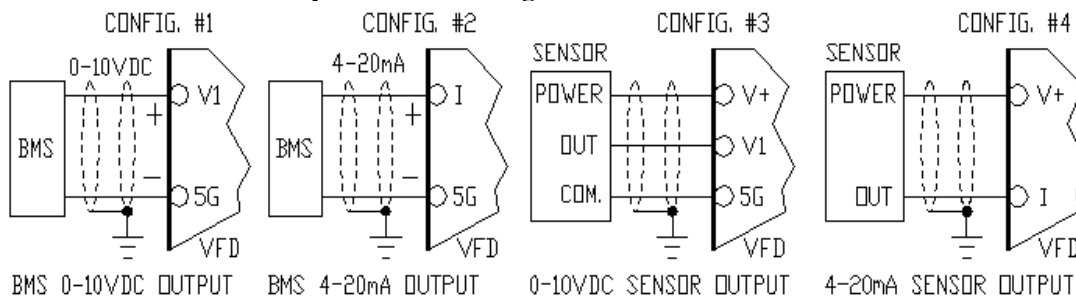 CONFIG. #1
0-10VDC
V1
+
BMS
-
5G
VFD
BMS 0-10VDC OUTPUT
CONFIG. #2
4-20mA
I
+
BMS
-
5G
VFD
BMS 4-20mA OUTPUT
CONFIG. #3
SENSOR
POWER
V+
OUT
V1
COM.
5G
VFD
0-10VDC SENSOR OUTPUT
CONFIG. #4
SENSOR
POWER
V+
OUT
I
VFD
4-20mA SENSOR OUTPUT